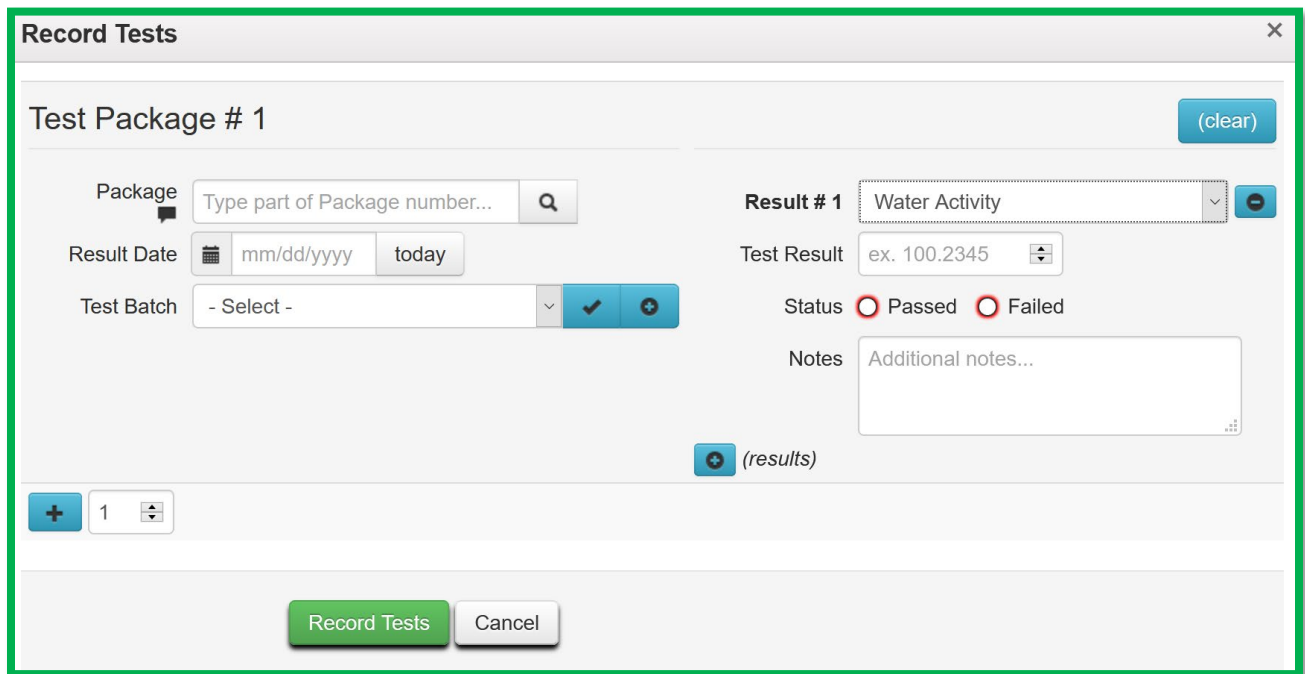 Record Tests ×
Test Package # 1
(clear)
Package Type part of Package number...
Result Date mm/dd/yyyy today
Test Batch - Select -
Result # 1 Water Activity
Test Result ex. 100.2345
Status Passed Failed
Notes Additional notes...
(results)
1
Record Tests Cancel